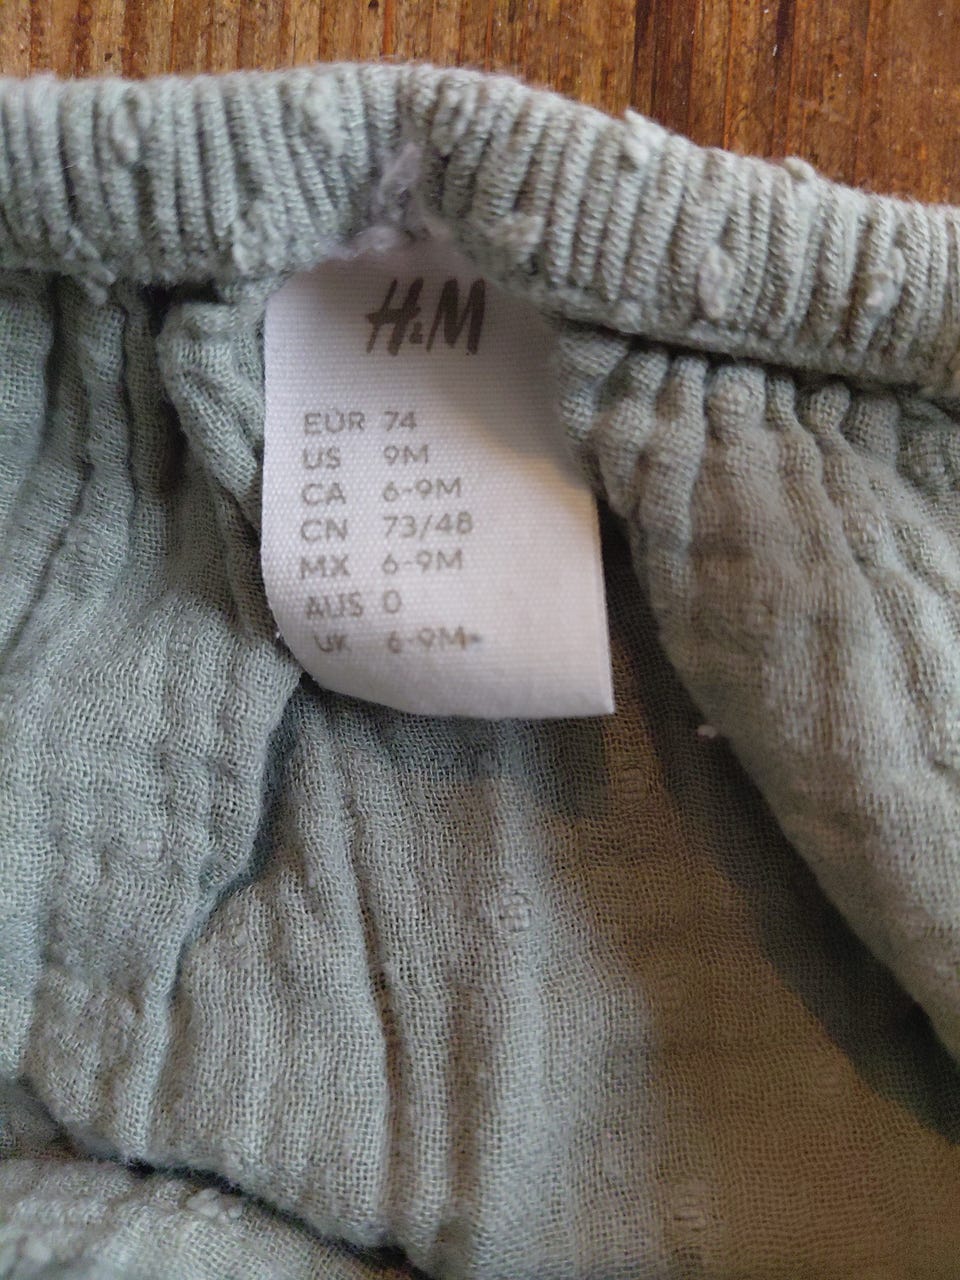 H&M
EUR 74
US 9M
CA 6-9M
CN 73/48
MX 6-9M
AUS 0
UK 6-9M